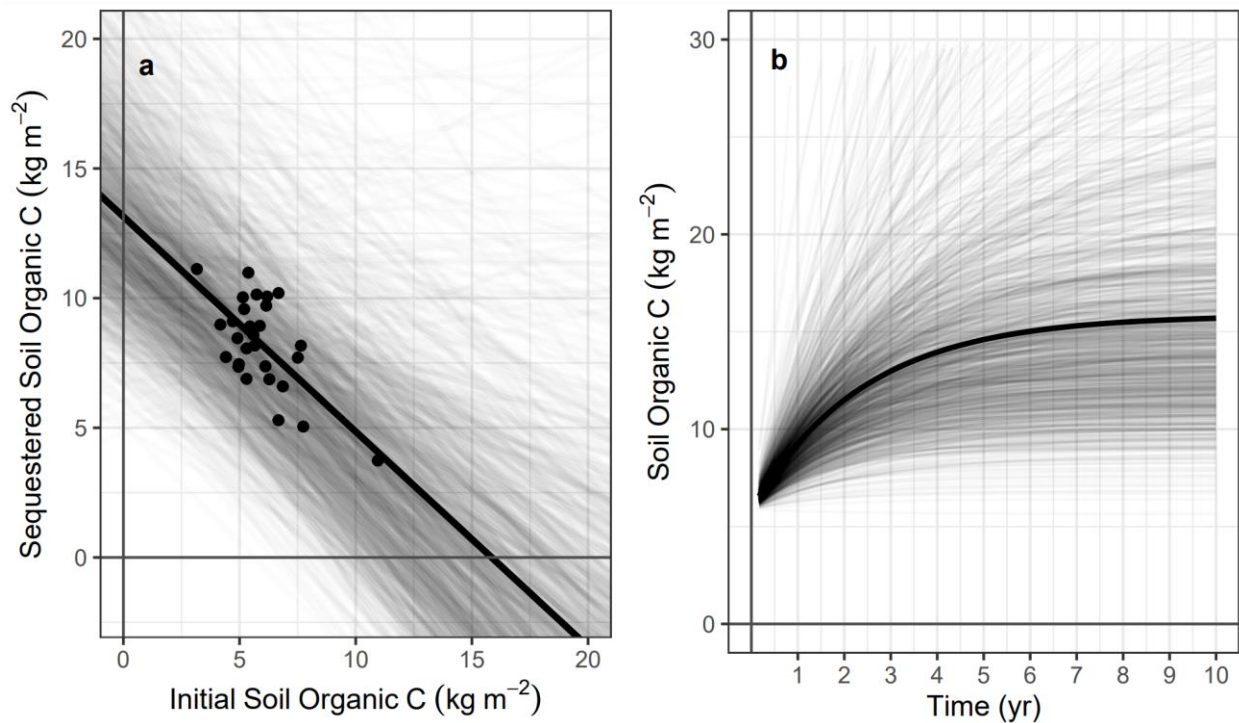 a
Sequestered Soil Organic C (kg m⁻²)
20
15
10
5
0
0 5 10 15 20
Initial Soil Organic C (kg m⁻²)
b
Soil Organic C (kg m⁻²)
30
20
10
0
1 2 3 4 5 6 7 8 9 10
Time (yr)